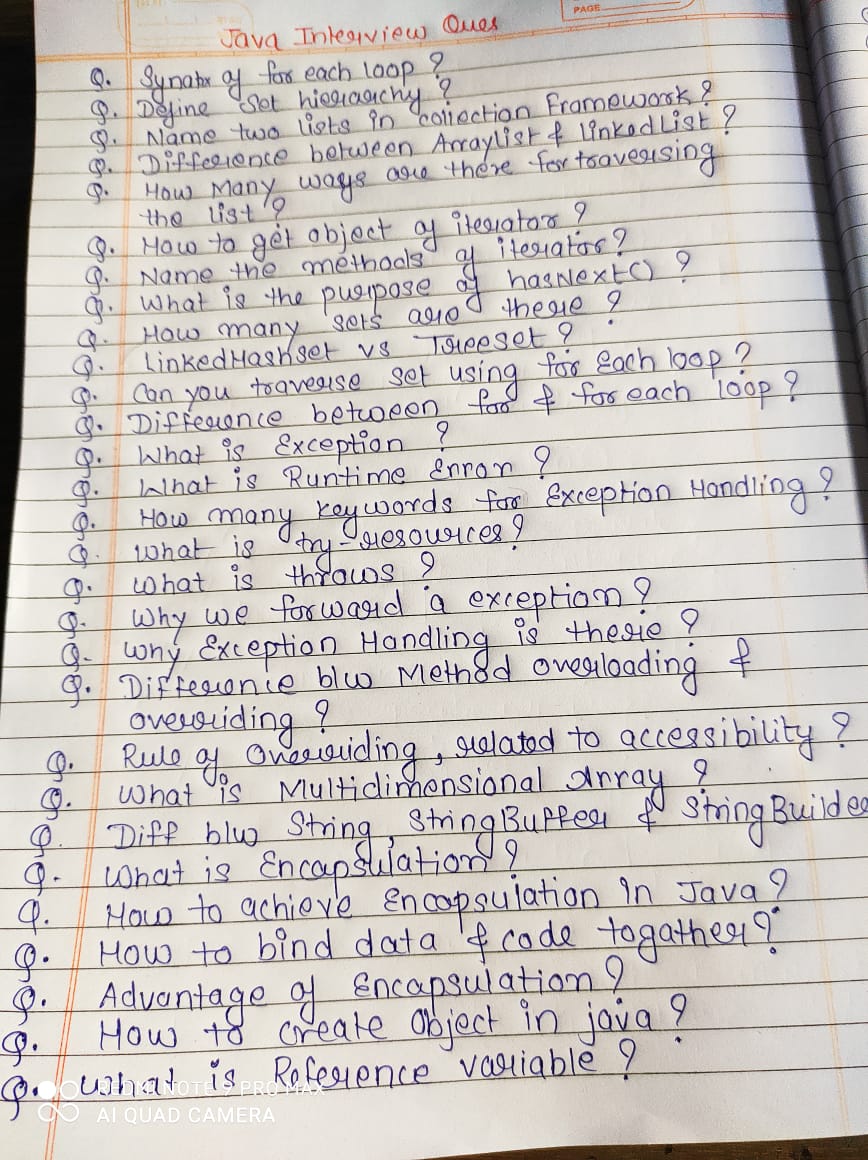 PAGE
Java Interview Ques
Q. Synatx of for each loop ?
Q. Define Set hierarchy ?
Q. Name two lists in collection Framework ?
Q. Difference between Arraylist & linkedList ?
Q. How Many ways are there for traversing
the list ?
Q. How to get object of iterator ?
Q. Name the methods of iterator ?
Q. What is the purpose of hasNext() ?
Q. How many sets are there ?
Q. LinkedHashset vs Treeset ?
Q. Can you traverse set using for Each loop ?
Q. Difference between for & for each loop ?
Q. What is Exception ?
Q. What is Runtime Error ?
Q. How many keywords for Exception Handling ?
Q. What is try-resources ?
Q. What is throws ?
Q. Why we forward a exception ?
Q. Why Exception Handling is there ?
Q. Difference b/w Method overloading &
overriding ?
Q. Rule of Overriding, related to accessibility ?
Q. What is Multidimensional Array ?
Q. Diff b/w String, StringBuffer & StringBuilder
Q. What is Encapsulation ?
Q. How to achieve Encapsulation in Java ?
Q. How to bind data & code togather ?
Q. Advantage of Encapsulation ?
Q. How to create Object in java ?
Q. What is Reference variable ?
REDMI NOTE 9 PRO MAX
AI QUAD CAMERA